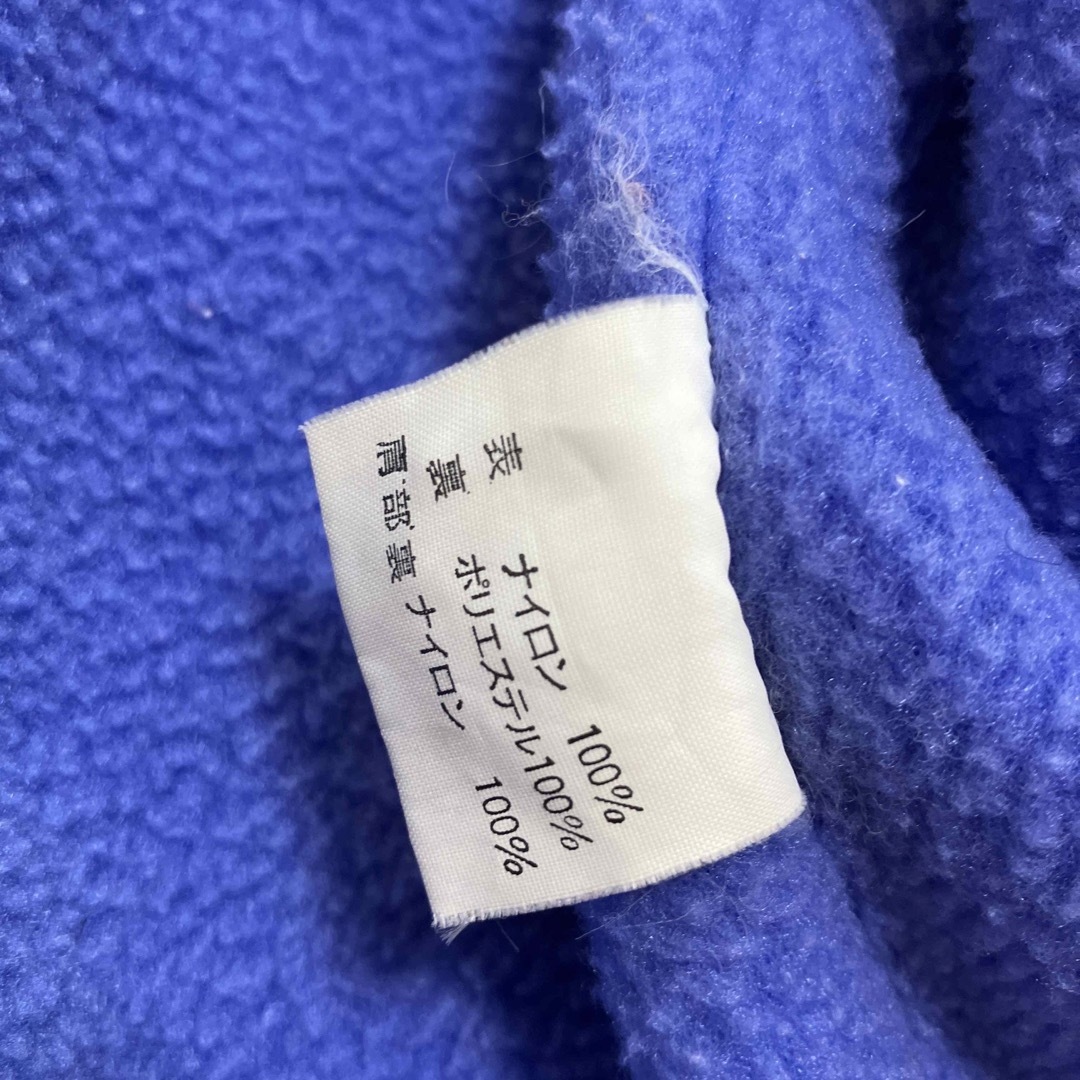 表 ナイロン 100%
裏 ポリエステル100%
肩部裏 ナイロン 100%